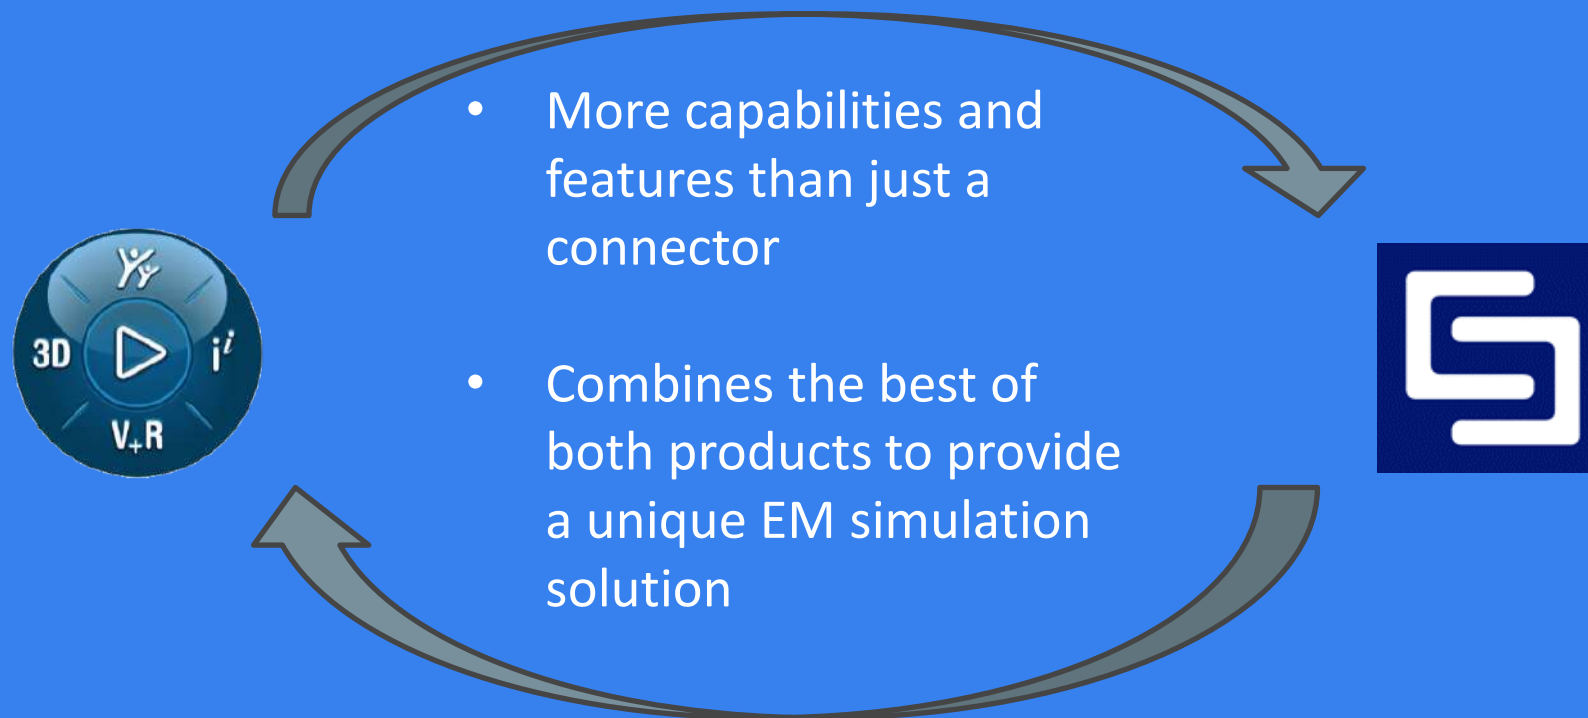 • More capabilities and
features than just a
connector
3D
i^i
V+R
• Combines the best of
both products to provide
a unique EM simulation
solution